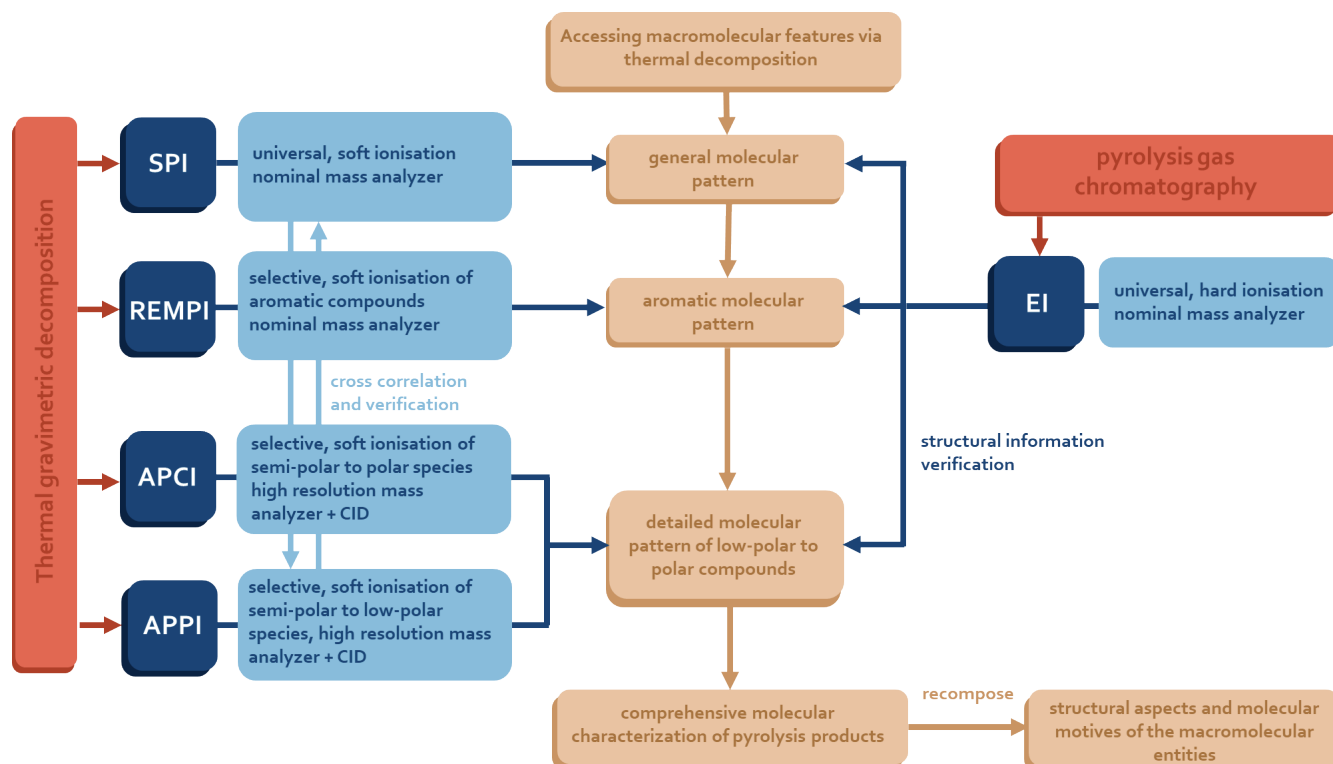 Accessing macromolecular features via
thermal decomposition
Thermal gravimetric decomposition
SPI
universal, soft ionisation
nominal mass analyzer
general molecular
pattern
pyrolysis gas
chromatography
REMPI
selective, soft ionisation of
aromatic compounds
nominal mass analyzer
aromatic molecular
pattern
EI
universal, hard ionisation
nominal mass analyzer
cross correlation
and verification
APCI
selective, soft ionisation of
semi-polar to polar species
high resolution mass
analyzer + CID
structural information
verification
detailed molecular
pattern of low-polar to
polar compounds
APPI
selective, soft ionisation of
semi-polar to low-polar
species, high resolution mass
analyzer + CID
comprehensive molecular
characterization of pyrolysis products
recompose
structural aspects and molecular
motives of the macromolecular
entities